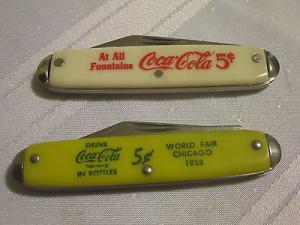 At All Coca-Cola 5¢
Fountains
DRINK
Coca-Cola 5¢
IN BOTTLES
WORLD FAIR
CHICAGO
1933